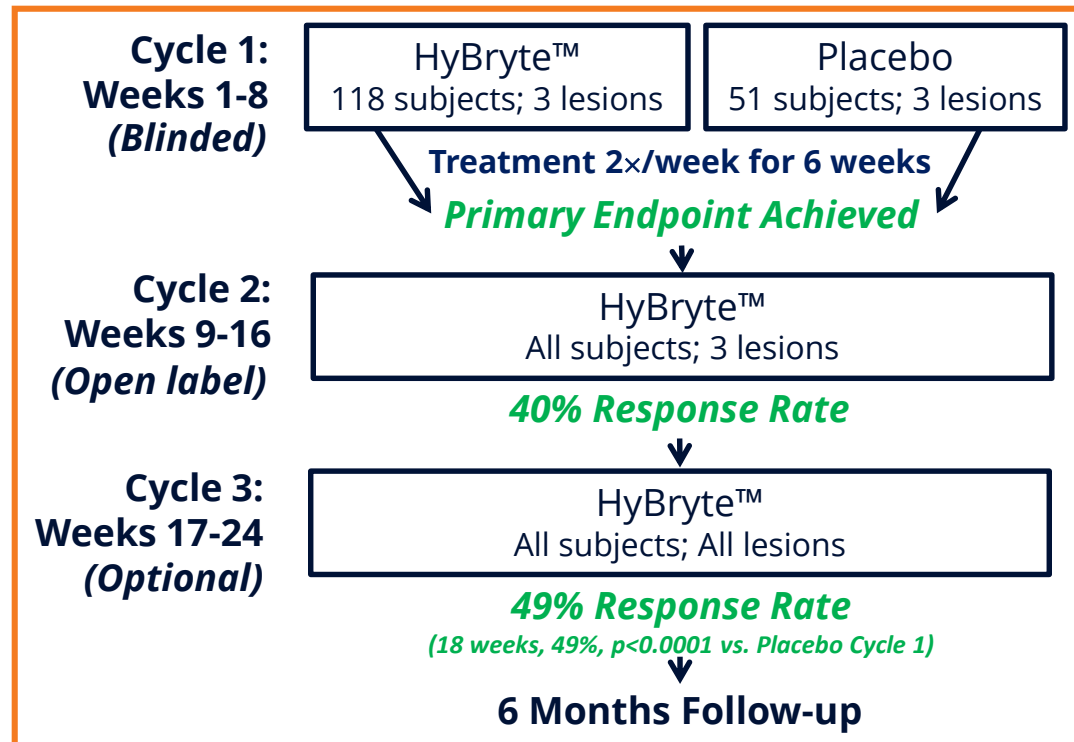 Cycle 1:
Weeks 1-8
(Blinded)
HyBryte™
118 subjects; 3 lesions
Placebo
51 subjects; 3 lesions
Treatment 2×/week for 6 weeks
Primary Endpoint Achieved
Cycle 2:
Weeks 9-16
(Open label)
HyBryte™
All subjects; 3 lesions
40% Response Rate
Cycle 3:
Weeks 17-24
(Optional)
HyBryte™
All subjects; All lesions
49% Response Rate
(18 weeks, 49%, p<0.0001 vs. Placebo Cycle 1)
6 Months Follow-up